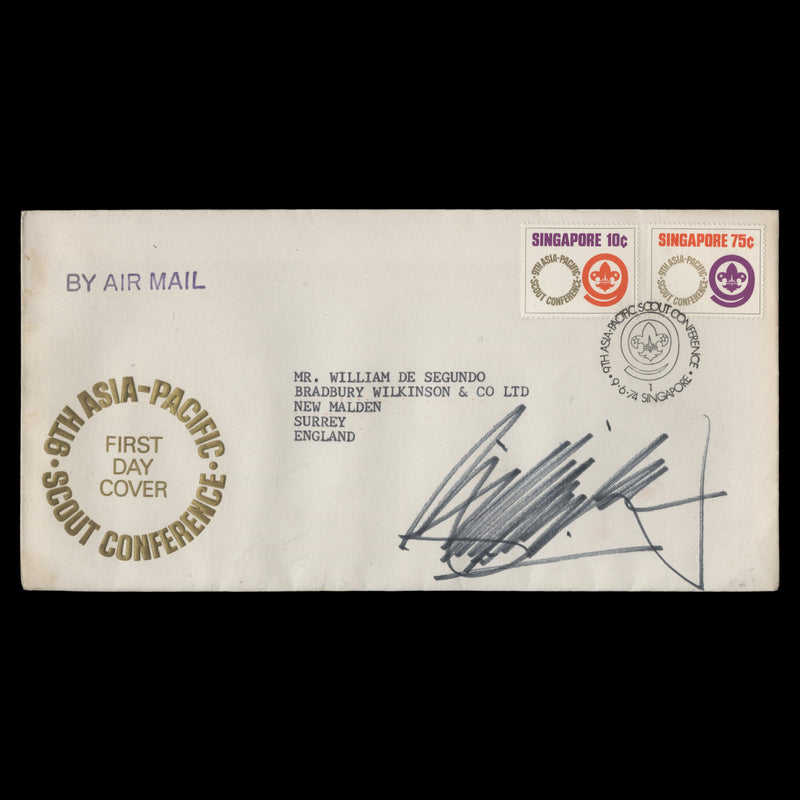 SINGAPORE 10¢
9TH ASIA-PACIFIC
SCOUT CONFERENCE
SINGAPORE 75¢
9TH ASIA-PACIFIC
SCOUT CONFERENCE
BY AIR MAIL
9TH ASIA-PACIFIC SCOUT CONFERENCE
1
9·6·74 SINGAPORE
MR. WILLIAM DE SEGUNDO
BRADBURY WILKINSON & CO LTD
NEW MALDEN
SURREY
ENGLAND
9TH ASIA-PACIFIC
SCOUT CONFERENCE
FIRST
DAY
COVER